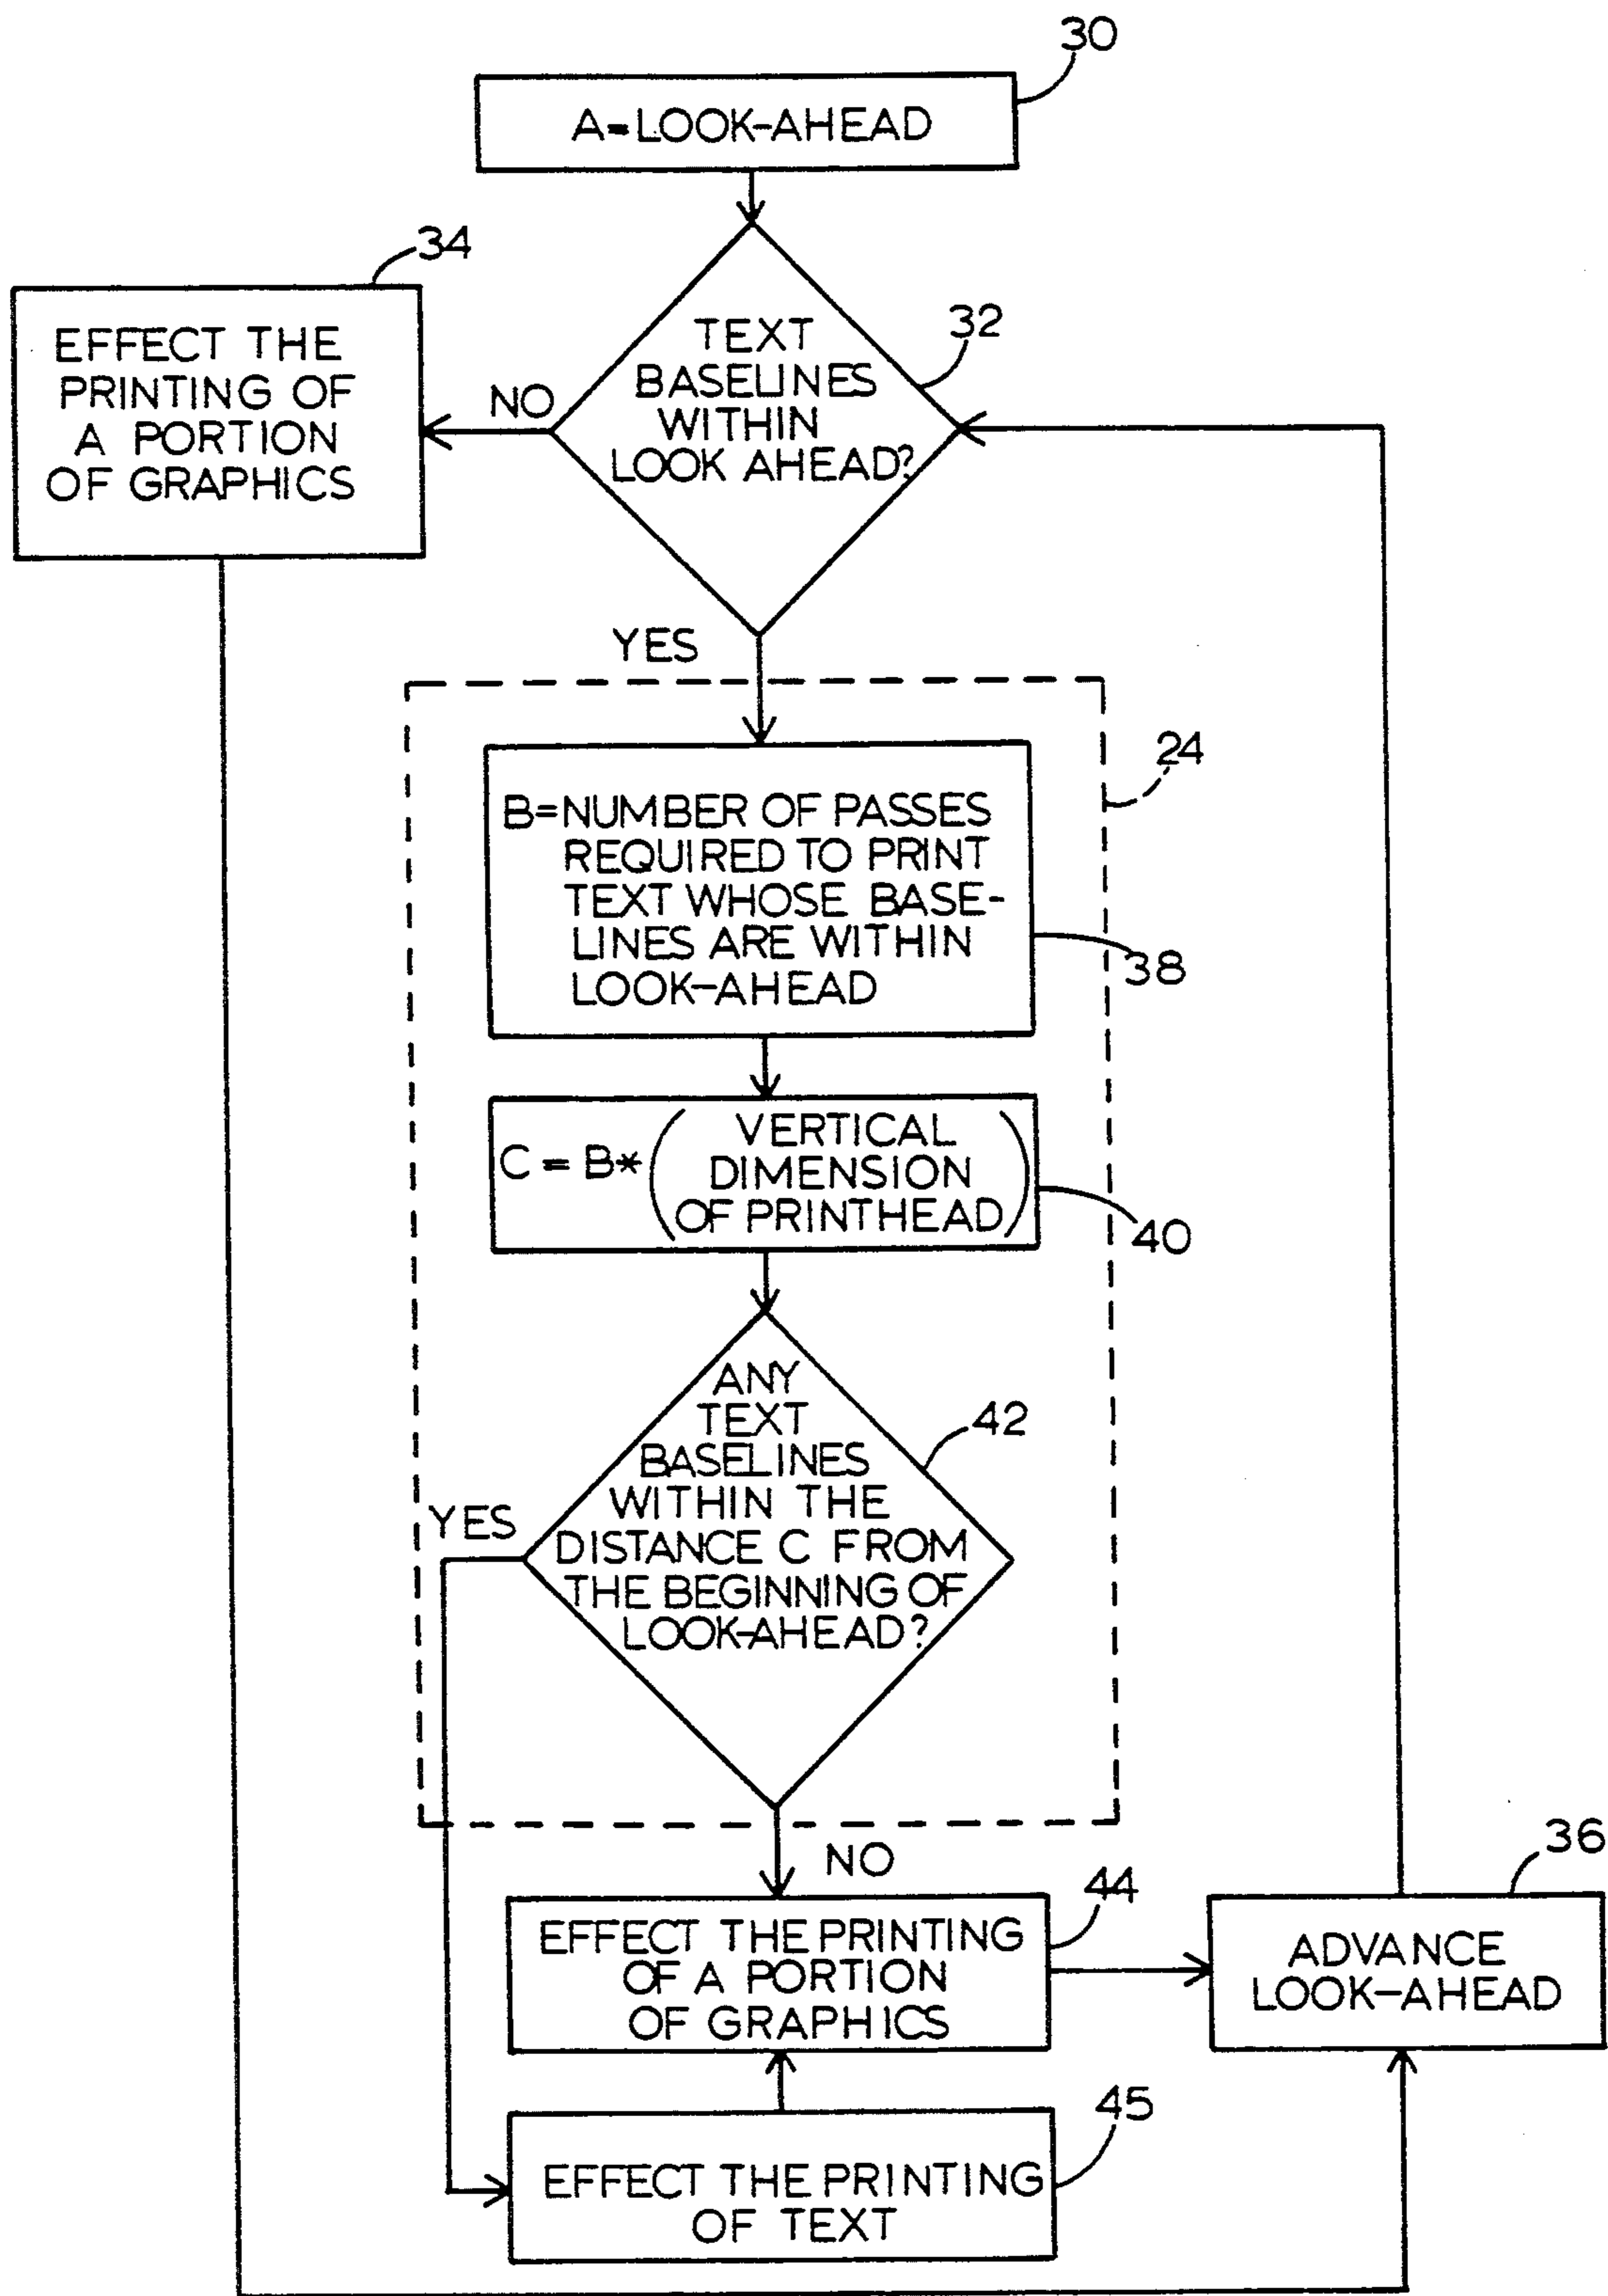 30
A=LOOK-AHEAD
34
EFFECT THE
PRINTING OF
A PORTION
OF GRAPHICS
NO
32
TEXT
BASELINES
WITHIN
LOOK AHEAD?
YES
24
B=NUMBER OF PASSES
REQUIRED TO PRINT
TEXT WHOSE BASE-
LINES ARE WITHIN
LOOK-AHEAD
38
C = B* (VERTICAL
DIMENSION
OF PRINTHEAD)
40
42
ANY
TEXT
BASELINES
WITHIN THE
DISTANCE C FROM
THE BEGINNING OF
LOOK-AHEAD?
YES
NO
44
EFFECT THE PRINTING
OF A PORTION
OF GRAPHICS
36
ADVANCE
LOOK-AHEAD
45
EFFECT THE PRINTING
OF TEXT